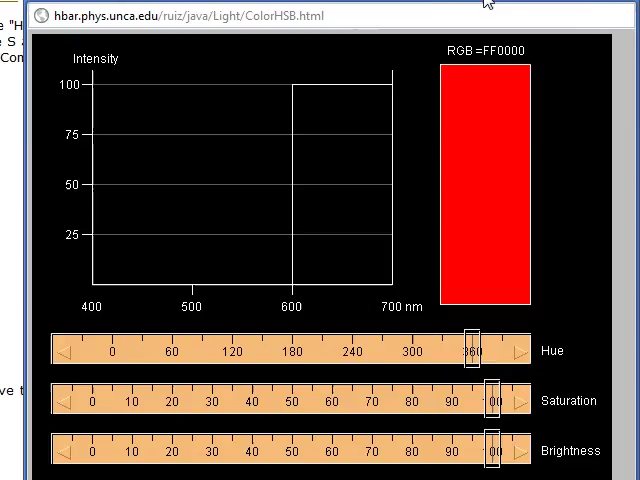 hbar.phys.unca.edu/ruiz/java/Light/ColorHSB.html
e "H
e S a
Com
ve t
Intensity
RGB =FF0000
100
75
50
25
400 500 600 700 nm
0 60 120 180 240 300 360 Hue
0 10 20 30 40 50 60 70 80 90 100 Saturation
0 10 20 30 40 50 60 70 80 90 100 Brightness